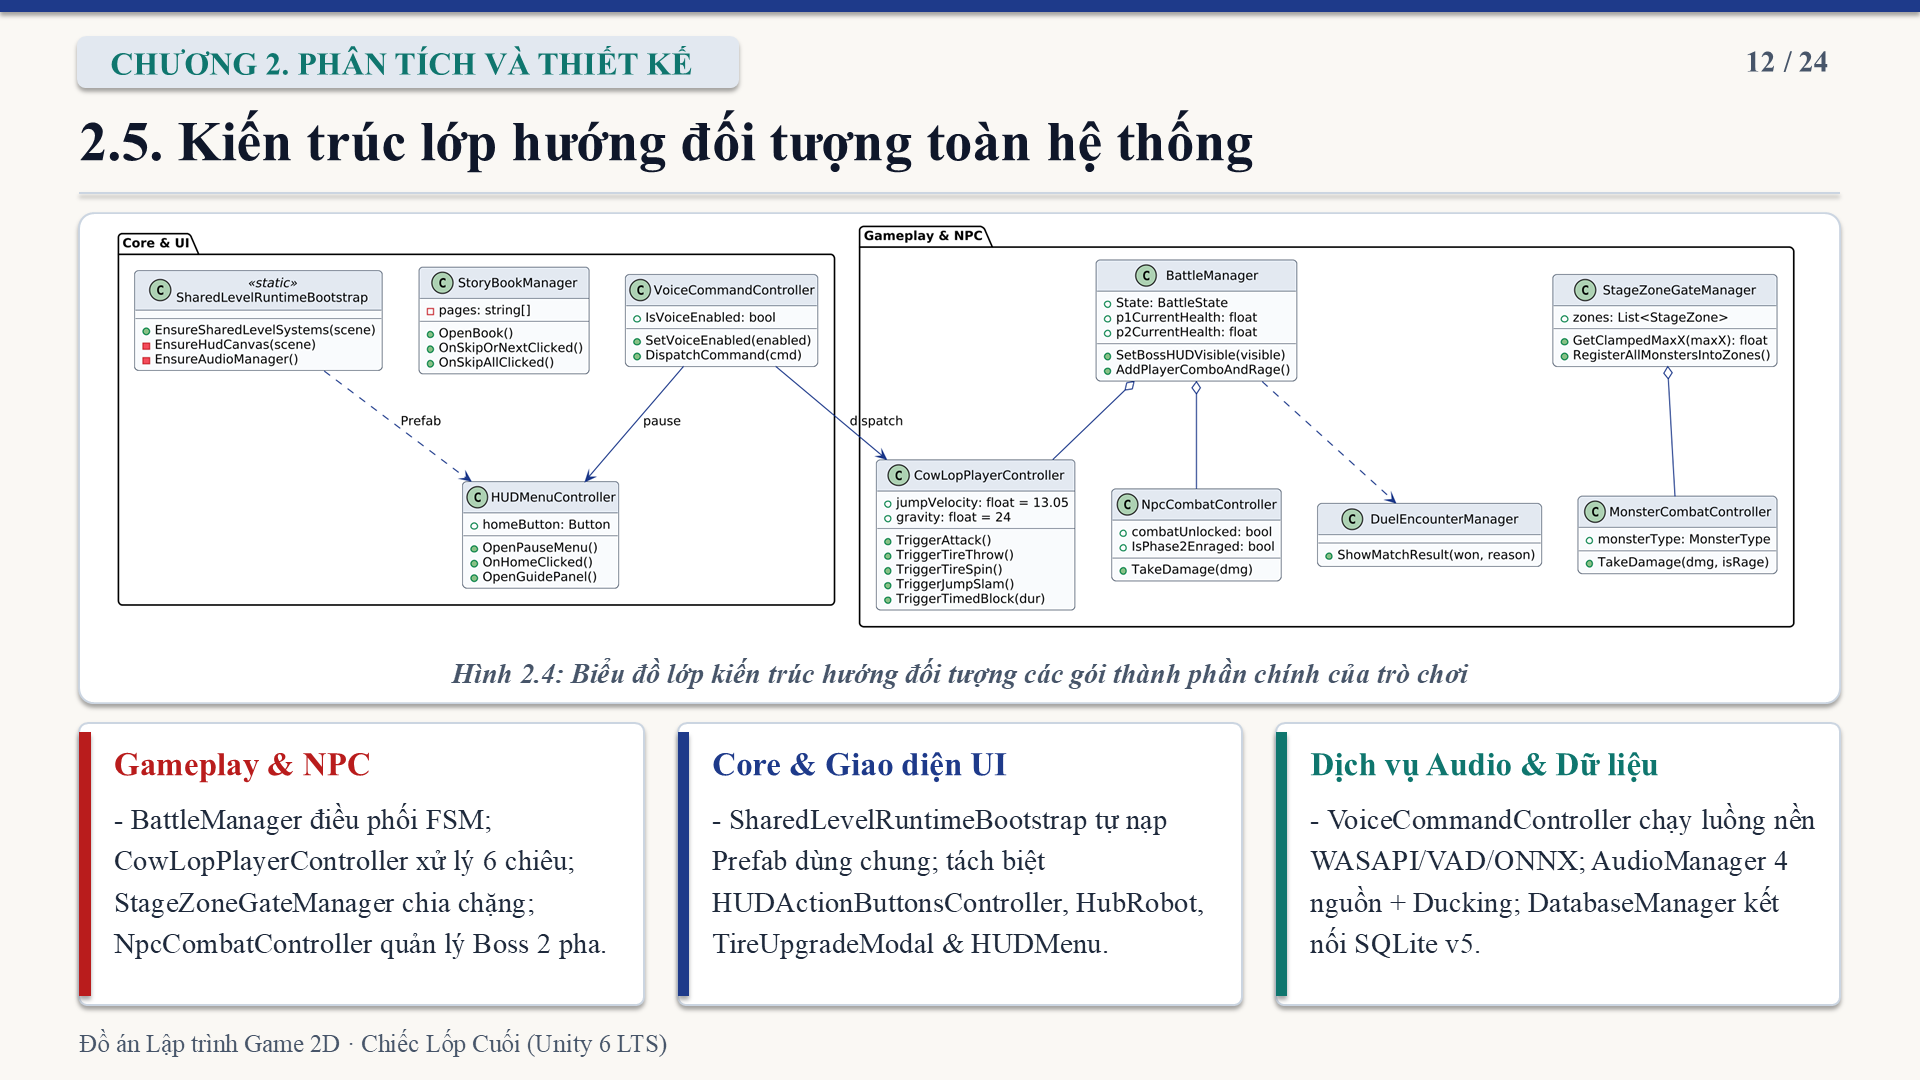 CHƯƠNG 2. PHÂN TÍCH VÀ THIẾT KẾ
12 / 24
2.5. Kiến trúc lớp hướng đối tượng toàn hệ thống
Core & UI
«static»
C SharedLevelRuntimeBootstrap
EnsureSharedLevelSystems(scene)
EnsureHudCanvas(scene)
EnsureAudioManager()
C StoryBookManager
pages: string[]
OpenBook()
OnSkipOrNextClicked()
OnSkipAllClicked()
C VoiceCommandController
IsVoiceEnabled: bool
SetVoiceEnabled(enabled)
DispatchCommand(cmd)
Prefab
pause
dispatch
C HUDMenuController
homeButton: Button
OpenPauseMenu()
OnHomeClicked()
OpenGuidePanel()
Gameplay & NPC
C BattleManager
State: BattleState
p1CurrentHealth: float
p2CurrentHealth: float
SetBossHUDVisible(visible)
AddPlayerComboAndRage()
C StageZoneGateManager
zones: List<StageZone>
GetClampedMaxX(maxX): float
RegisterAllMonstersIntoZones()
C CowLopPlayerController
jumpVelocity: float = 13.05
gravity: float = 24
TriggerAttack()
TriggerTireThrow()
TriggerTireSpin()
TriggerJumpSlam()
TriggerTimedBlock(dur)
C NpcCombatController
combatUnlocked: bool
IsPhase2Enraged: bool
TakeDamage(dmg)
C DuelEncounterManager
ShowMatchResult(won, reason)
C MonsterCombatController
monsterType: MonsterType
TakeDamage(dmg, isRage)
Hình 2.4: Biểu đồ lớp kiến trúc hướng đối tượng các gói thành phần chính của trò chơi
Gameplay & NPC
- BattleManager điều phối FSM;
CowLopPlayerController xử lý 6 chiêu;
StageZoneGateManager chia chặng;
NpcCombatController quản lý Boss 2 pha.
Core & Giao diện UI
- SharedLevelRuntimeBootstrap tự nạp
Prefab dùng chung; tách biệt
HUDActionButtonsController, HubRobot,
TireUpgradeModal & HUDMenu.
Dịch vụ Audio & Dữ liệu
- VoiceCommandController chạy luồng nền
WASAPI/VAD/ONNX; AudioManager 4
nguồn + Ducking; DatabaseManager kết
nối SQLite v5.
Đồ án Lập trình Game 2D · Chiếc Lốp Cuối (Unity 6 LTS)